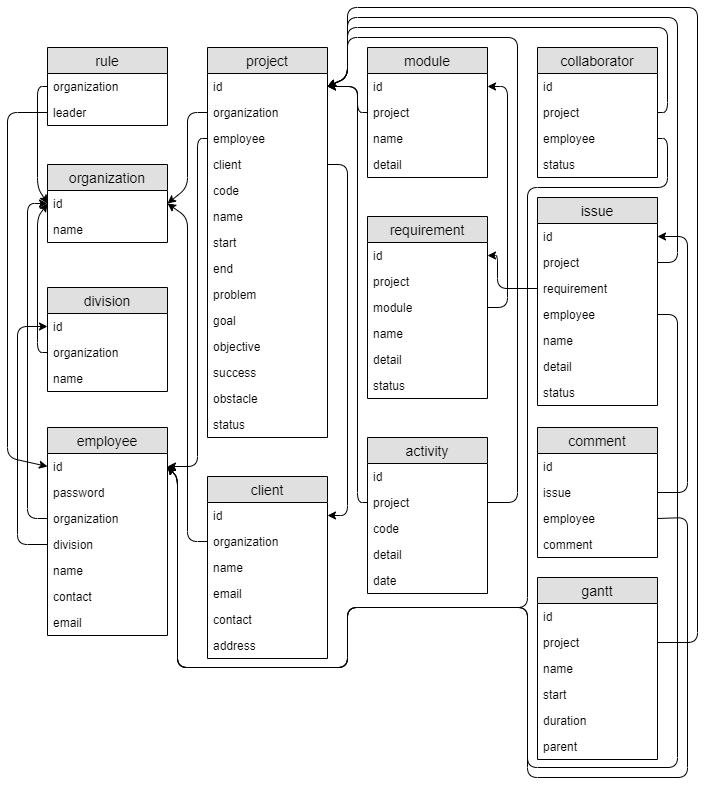 rule
organization
leader
organization
id
name
division
id
organization
name
employee
id
password
organization
division
name
contact
email
project
id
organization
employee
client
code
name
start
end
problem
goal
objective
success
obstacle
status
client
id
organization
name
email
contact
address
module
id
project
name
detail
requirement
id
project
module
name
detail
status
activity
id
project
code
detail
date
collaborator
id
project
employee
status
issue
id
project
requirement
employee
name
detail
status
comment
id
issue
employee
comment
gantt
id
project
name
start
duration
parent